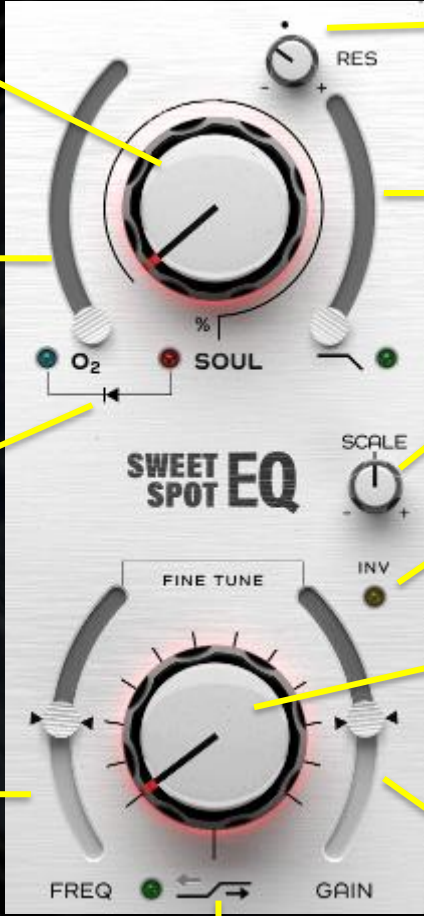 RES
- +
%
O₂ SOUL
SCALE
SWEET
SPOT EQ
- +
INV
FINE TUNE
FREQ GAIN